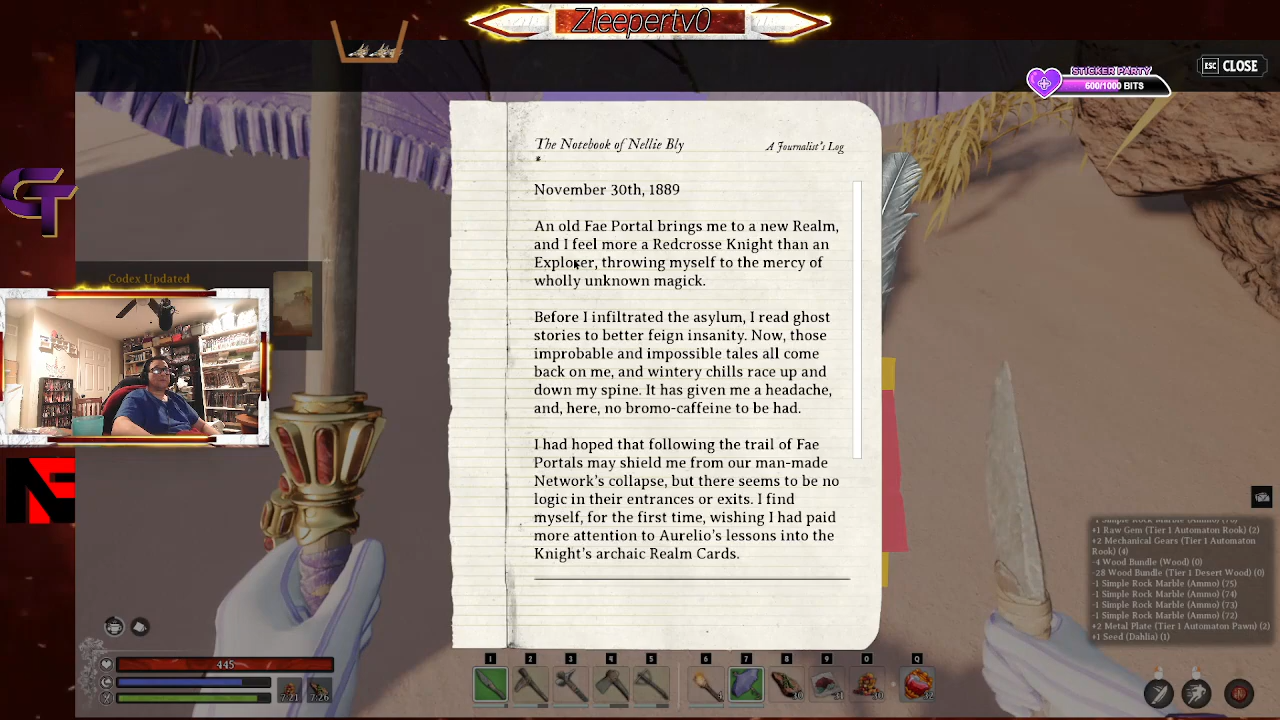 Zleepertv0
STICKER PARTY
600/1000 BITS
ESC CLOSE
The Notebook of Nellie Bly
A Journalist's Log
*
November 30th, 1889
An old Fae Portal brings me to a new Realm,
and I feel more a Redcrosse Knight than an
Explorer, throwing myself to the mercy of
wholly unknown magick.
Before I infiltrated the asylum, I read ghost
stories to better feign insanity. Now, those
improbable and impossible tales all come
back on me, and wintery chills race up and
down my spine. It has given me a headache,
and, here, no bromo-caffeine to be had.
I had hoped that following the trail of Fae
Portals may shield me from our man-made
Network's collapse, but there seems to be no
logic in their entrances or exits. I find
myself, for the first time, wishing I had paid
more attention to Aurelio's lessons into the
Knight's archaic Realm Cards.
Codex Updated
-1 Simple Rock Marble (Ammo) (76)
+1 Raw Gem (Tier 1 Automaton Rook) (2)
+2 Mechanical Gears (Tier 1 Automaton
Rook) (4)
-4 Wood Bundle (Wood) (0)
-28 Wood Bundle (Tier 1 Desert Wood) (0)
-1 Simple Rock Marble (Ammo) (75)
-1 Simple Rock Marble (Ammo) (74)
-1 Simple Rock Marble (Ammo) (73)
-1 Simple Rock Marble (Ammo) (72)
+2 Metal Plate (Tier 1 Automaton Pawn) (2)
+1 Seed (Dahlia) (1)
445
7:21 7:26
1 2 3 4 5 6 7 8 9 0 Q